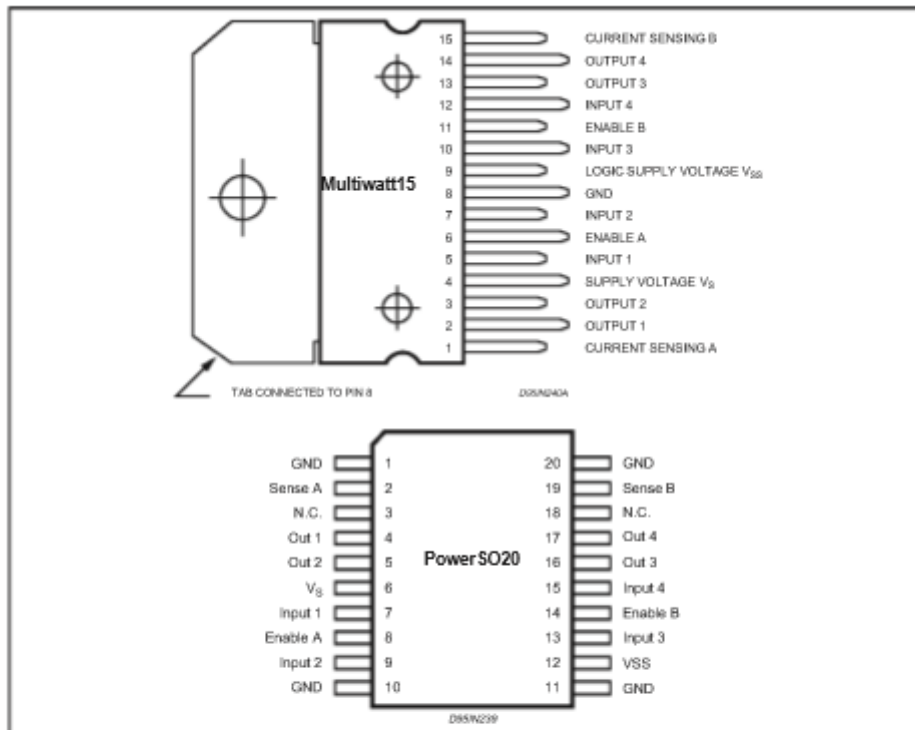 15 CURRENT SENSING B
14 OUTPUT 4
13 OUTPUT 3
12 INPUT 4
11 ENABLE B
10 INPUT 3
9 LOGIC SUPPLY VOLTAGE VSS
Multiwatt15
8 GND
7 INPUT 2
6 ENABLE A
5 INPUT 1
4 SUPPLY VOLTAGE VS
3 OUTPUT 2
2 OUTPUT 1
1 CURRENT SENSING A
TAB CONNECTED TO PIN 8 D95IN240A
GND 1 20 GND
Sense A 2 19 Sense B
N.C. 3 18 N.C.
Out 1 4 17 Out 4
Out 2 5 PowerSO20 16 Out 3
VS 6 15 Input 4
Input 1 7 14 Enable B
Enable A 8 13 Input 3
Input 2 9 12 VSS
GND 10 11 GND
D95IN239